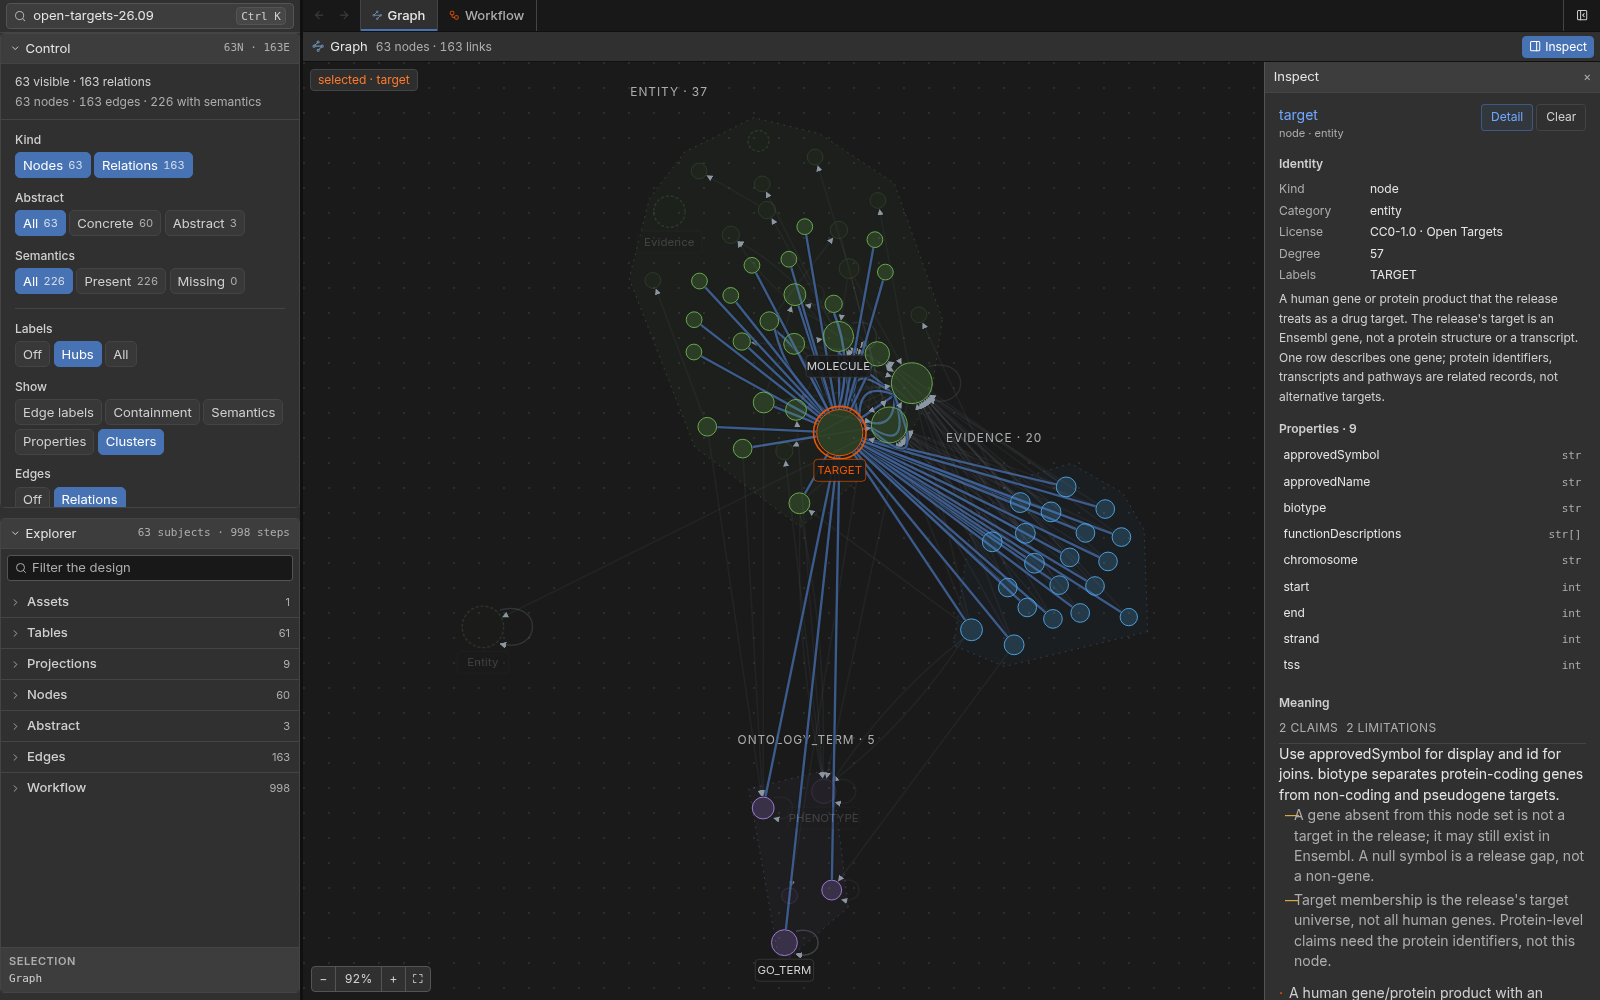 open-targets-26.09
Ctrl K
Graph
Workflow
Control
63N · 163E
Graph 63 nodes · 163 links
Inspect
63 visible · 163 relations
63 nodes · 163 edges · 226 with semantics
Kind
Nodes 63
Relations 163
Abstract
All 63
Concrete 60
Abstract 3
Semantics
All 226
Present 226
Missing 0
Labels
Off
Hubs
All
Show
Edge labels
Containment
Semantics
Properties
Clusters
Edges
Off
Relations
Explorer
63 subjects · 998 steps
Filter the design
Assets 1
Tables 61
Projections 9
Nodes 60
Abstract 3
Edges 163
Workflow 998
SELECTION
Graph
selected · target
ENTITY · 37
Evidence
MOLECULE
TARGET
EVIDENCE · 20
Entity
ONTOLOGY_TERM · 5
PHENOTYPE
GO_TERM
− 92% +
Inspect ×
target
node · entity
Detail
Clear
Identity
Kind node
Category entity
License CC0-1.0 · Open Targets
Degree 57
Labels TARGET
A human gene or protein product that the release
treats as a drug target. The release's target is an
Ensembl gene, not a protein structure or a transcript.
One row describes one gene; protein identifiers,
transcripts and pathways are related records, not
alternative targets.
Properties · 9
approvedSymbol str
approvedName str
biotype str
functionDescriptions str[]
chromosome str
start int
end int
strand int
tss int
Meaning
2 CLAIMS 2 LIMITATIONS
Use approvedSymbol for display and id for
joins. biotype separates protein-coding genes
from non-coding and pseudogene targets.
—A gene absent from this node set is not a
target in the release; it may still exist in
Ensembl. A null symbol is a release gap, not
a non-gene.
—Target membership is the release's target
universe, not all human genes. Protein-level
claims need the protein identifiers, not this
node.
· A human gene/protein product with an